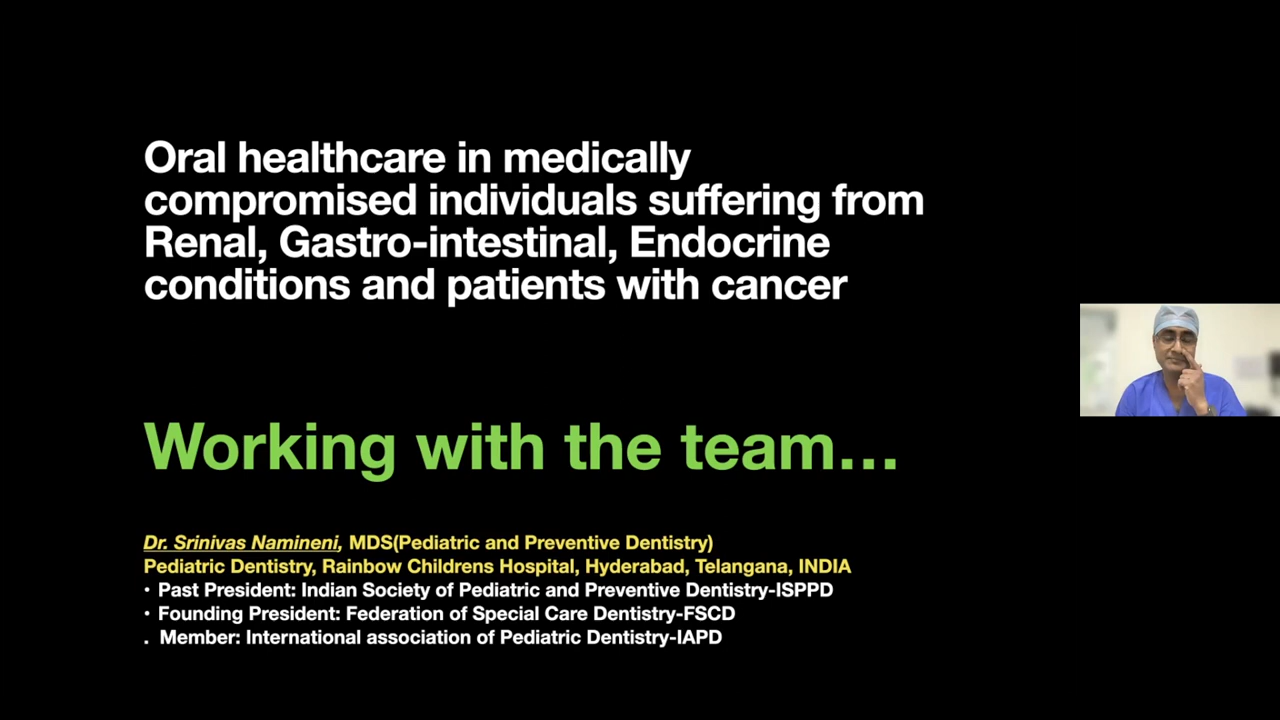 Oral healthcare in medically
compromised individuals suffering from
Renal, Gastro-intestinal, Endocrine
conditions and patients with cancer
Working with the team…
Dr. Srinivas Namineni, MDS(Pediatric and Preventive Dentistry)
Pediatric Dentistry, Rainbow Childrens Hospital, Hyderabad, Telangana, INDIA
• Past President: Indian Society of Pediatric and Preventive Dentistry-ISPPD
• Founding President: Federation of Special Care Dentistry-FSCD
. Member: International association of Pediatric Dentistry-IAPD